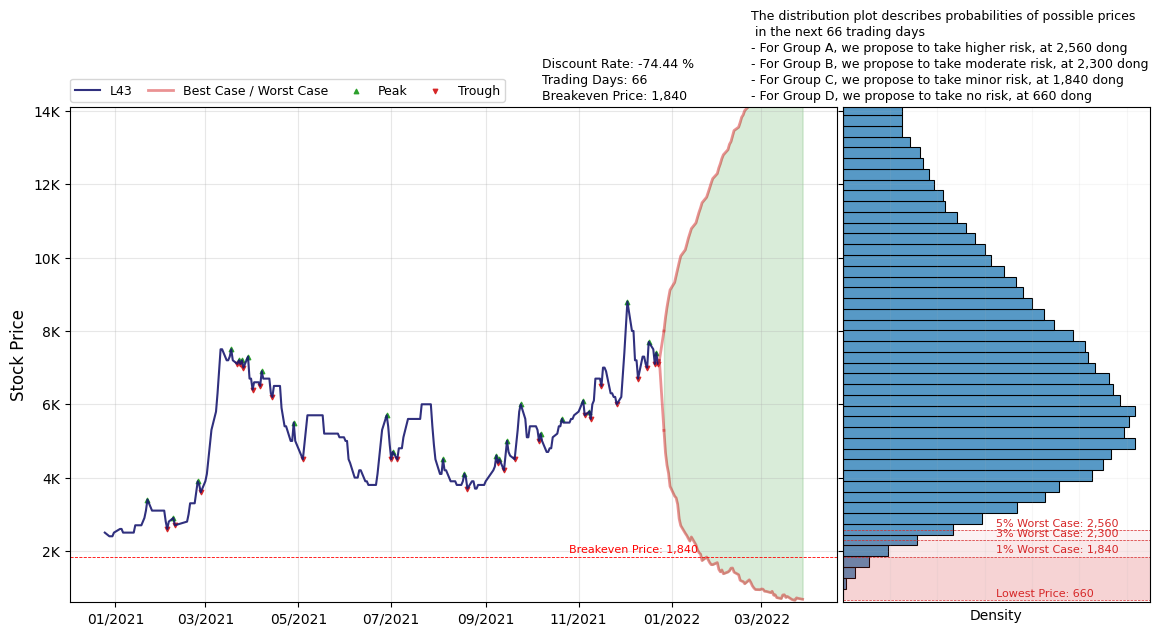 The distribution plot describes probabilities of possible prices
in the next 66 trading days
- For Group A, we propose to take higher risk, at 2,560 dong
- For Group B, we propose to take moderate risk, at 2,300 dong
- For Group C, we propose to take minor risk, at 1,840 dong
- For Group D, we propose to take no risk, at 660 dong
Discount Rate: -74.44 %
Trading Days: 66
Breakeven Price: 1,840
L43 Best Case / Worst Case Peak Trough
Stock Price
14K
12K
10K
8K
6K
4K
2K
Breakeven Price: 1,840
5% Worst Case: 2,560
3% Worst Case: 2,300
1% Worst Case: 1,840
Lowest Price: 660
01/2021 03/2021 05/2021 07/2021 09/2021 11/2021 01/2022 03/2022
Density